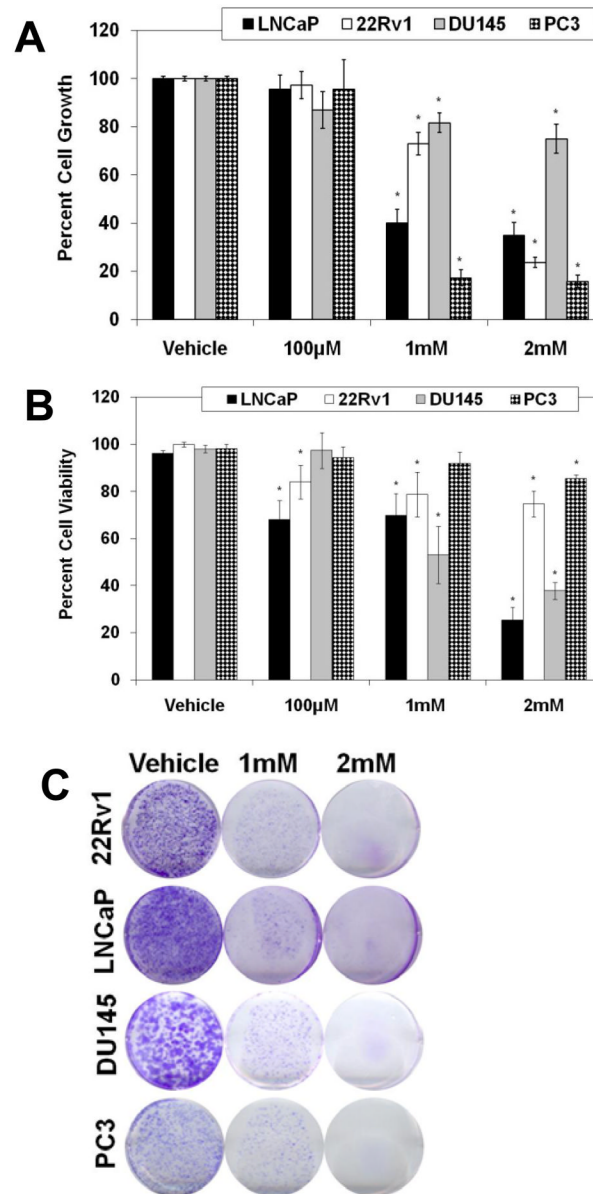 A
LNCaP 22Rv1 DU145 PC3
Percent Cell Growth
120
100
80
60
40
20
0
* * * *
* * * *
Vehicle 100µM 1mM 2mM
B
LNCaP 22Rv1 DU145 PC3
Percent Cell Viability
120
100
80
60
40
20
0
* *
* * *
* * * *
Vehicle 100µM 1mM 2mM
C
Vehicle 1mM 2mM
22Rv1
LNCaP
DU145
PC3